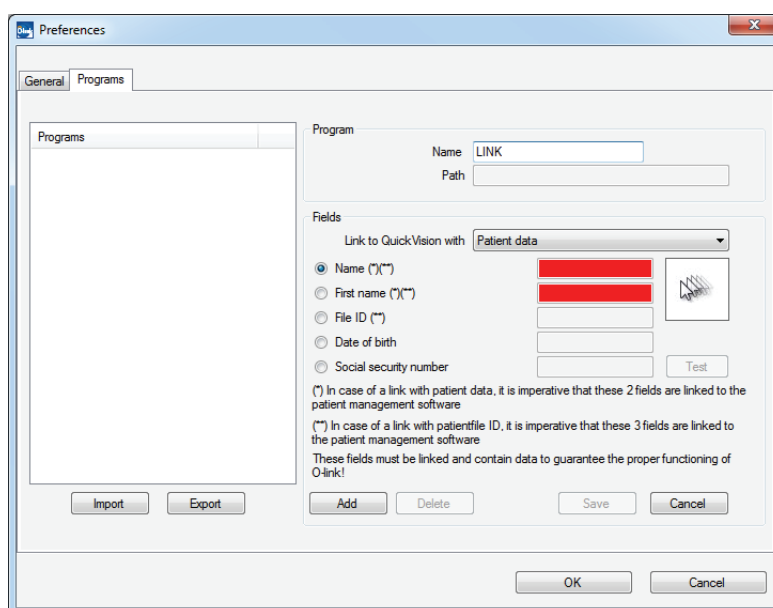 Preferences
General
Programs
Programs
Import
Export
Program
Name
LINK
Path
Fields
Link to QuickVision with
Patient data
Name (*)(**)
First name (*)(**)
File ID (**)
Date of birth
Social security number
Test
(*) In case of a link with patient data, it is imperative that these 2 fields are linked to the
patient management software
(**) In case of a link with patientfile ID, it is imperative that these 3 fields are linked to
the patient management software
These fields must be linked and contain data to guarantee the proper functioning of
O-link!
Add
Delete
Save
Cancel
OK
Cancel